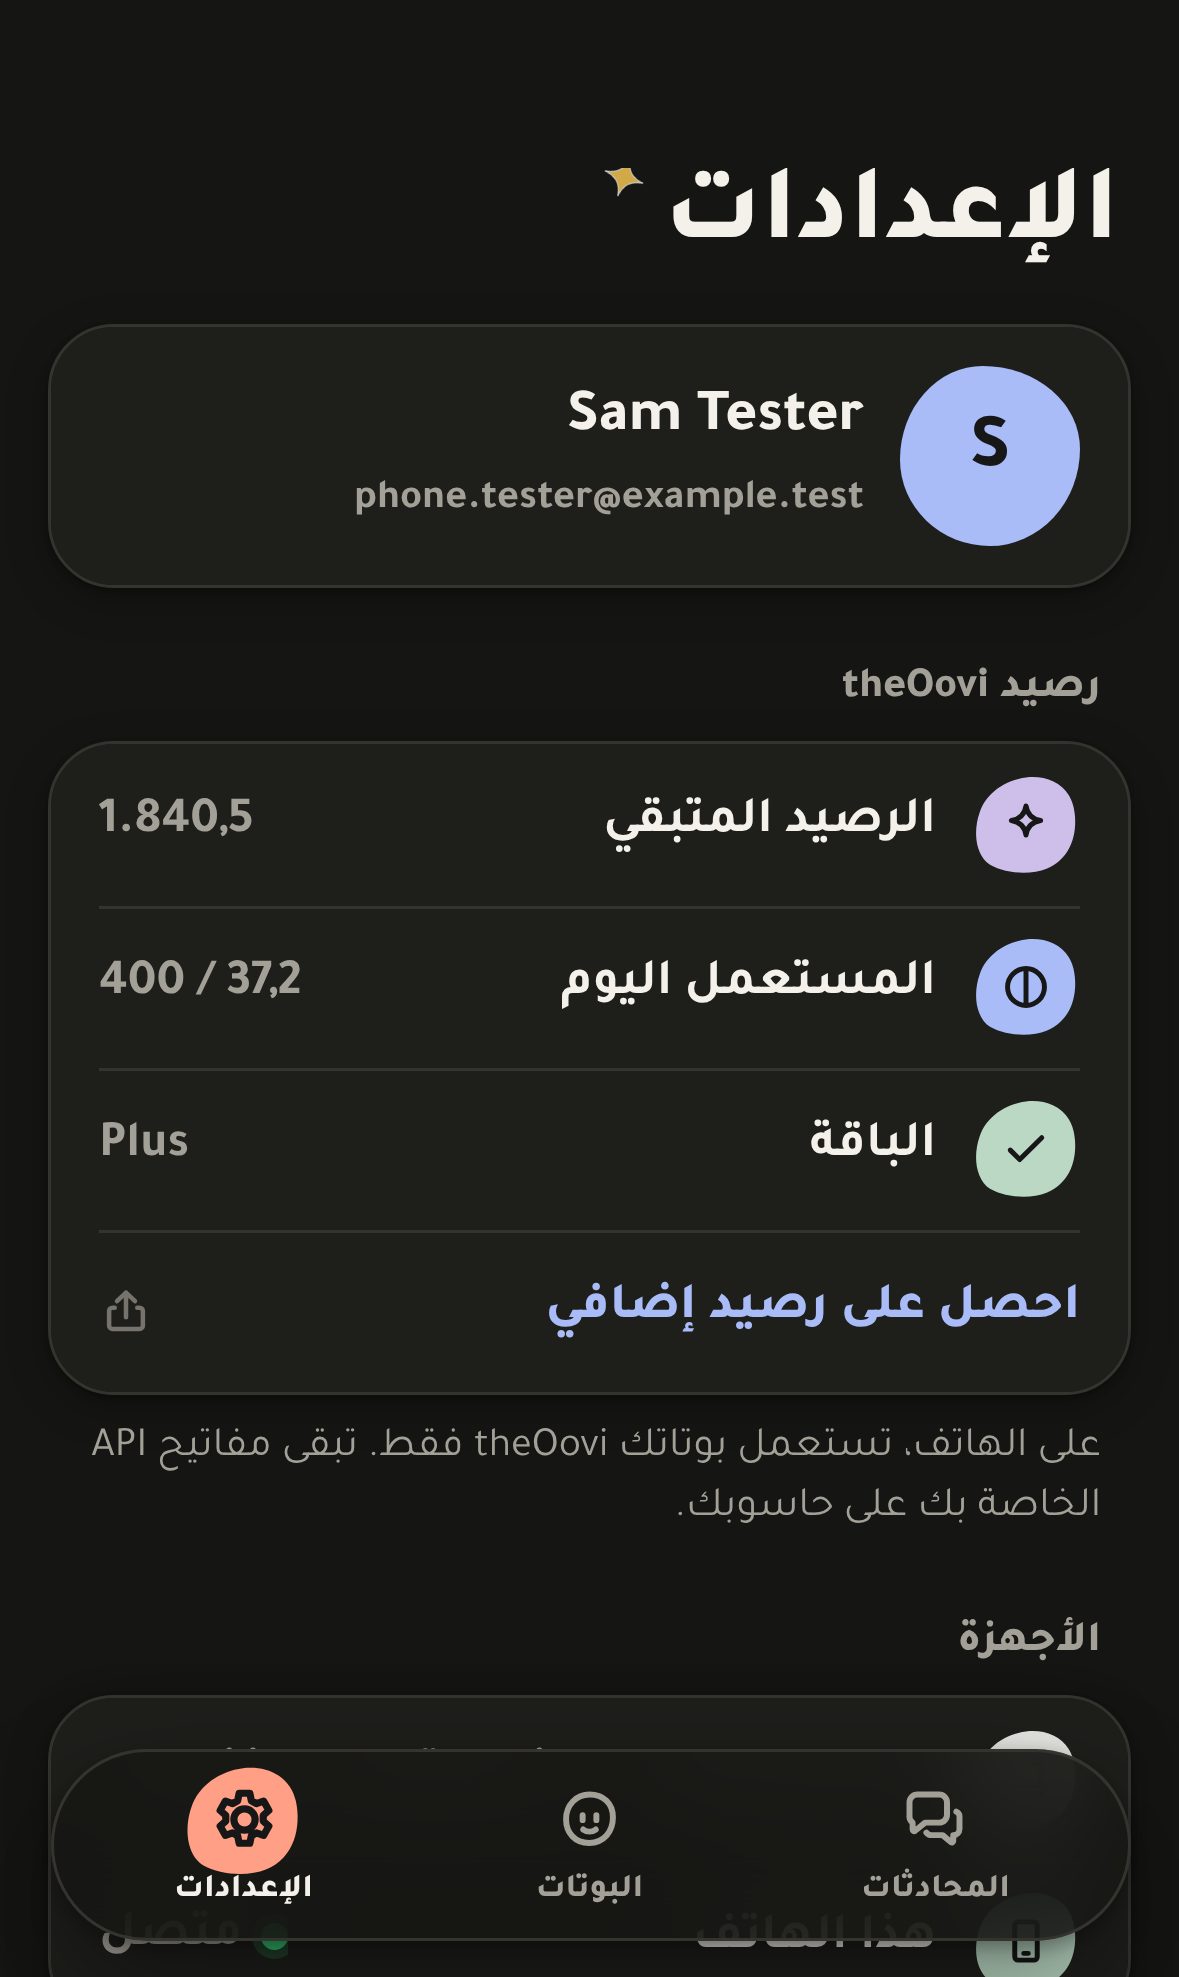 الإعدادات
S
Sam Tester
phone.tester@example.test
رصيد theOovi
الرصيد المتبقي 1.840,5
المستعمل اليوم 37,2 / 400
الباقة Plus
احصل على رصيد إضافي
على الهاتف، تستعمل بوتاتك theOovi فقط. تبقى مفاتيح API
الخاصة بك على حاسوبك.
الأجهزة
المحادثات البوتات الإعدادات
هذا الهاتف متصل